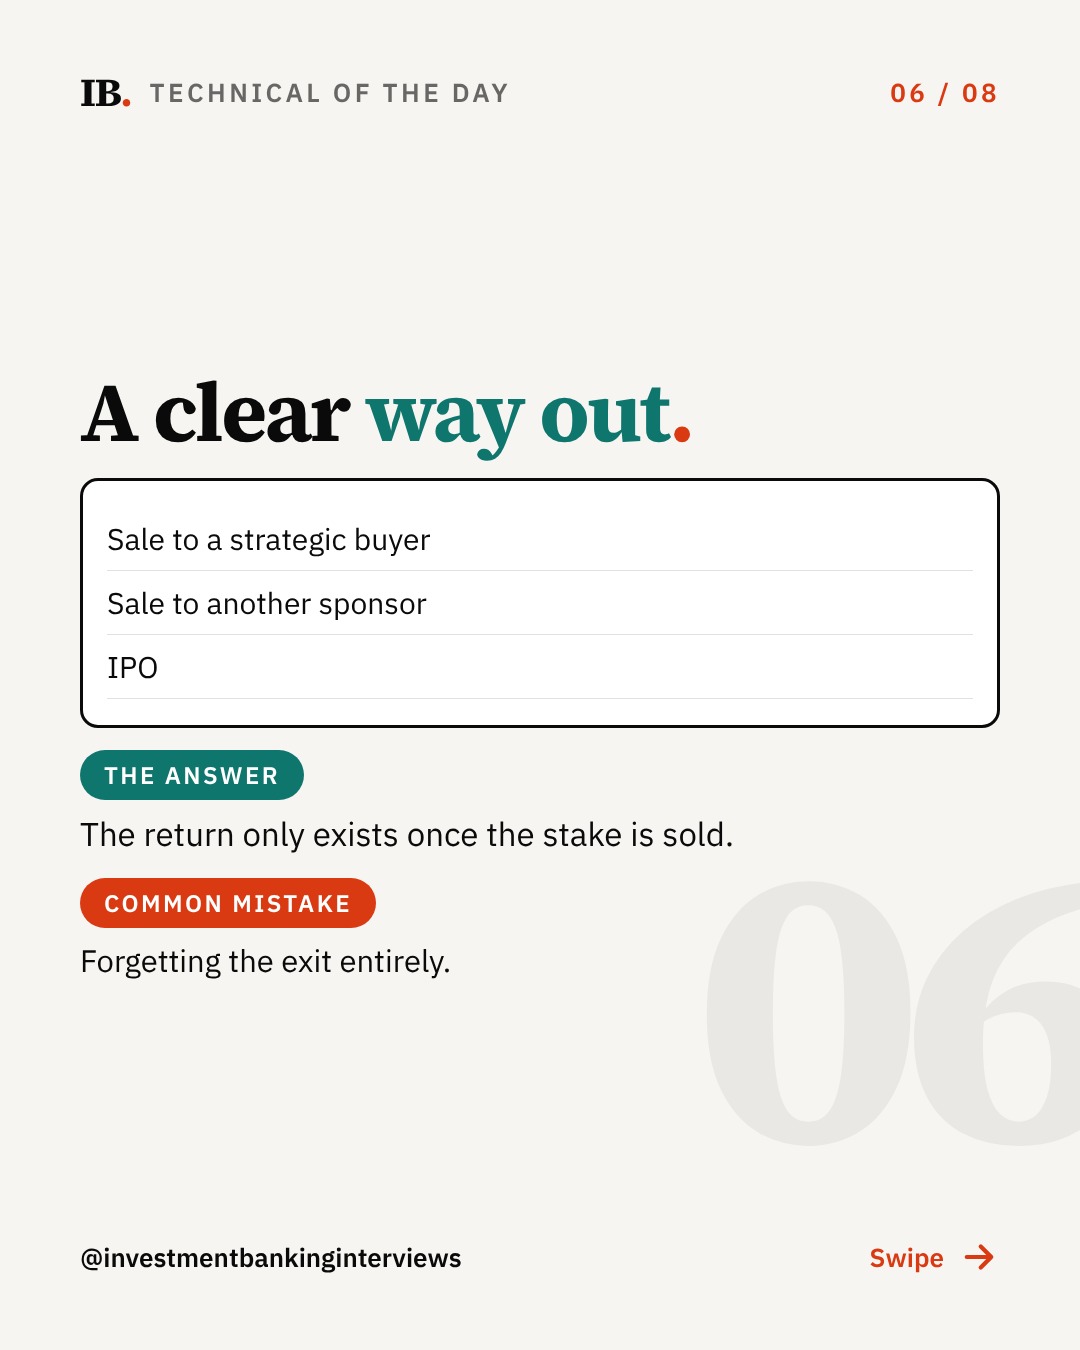 IB. TECHNICAL OF THE DAY 06 / 08
A clear way out.
Sale to a strategic buyer
Sale to another sponsor
IPO
THE ANSWER
The return only exists once the stake is sold.
COMMON MISTAKE
Forgetting the exit entirely.
06
@investmentbankinginterviews Swipe →